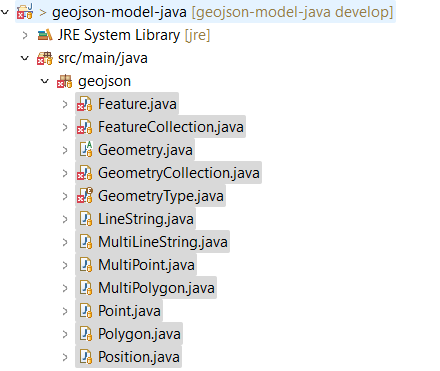 > geojson-model-java [geojson-model-java develop]
JRE System Library [jre]
src/main/java
geojson
Feature.java
FeatureCollection.java
Geometry.java
GeometryCollection.java
GeometryType.java
LineString.java
MultiLineString.java
MultiPoint.java
MultiPolygon.java
Point.java
Polygon.java
Position.java